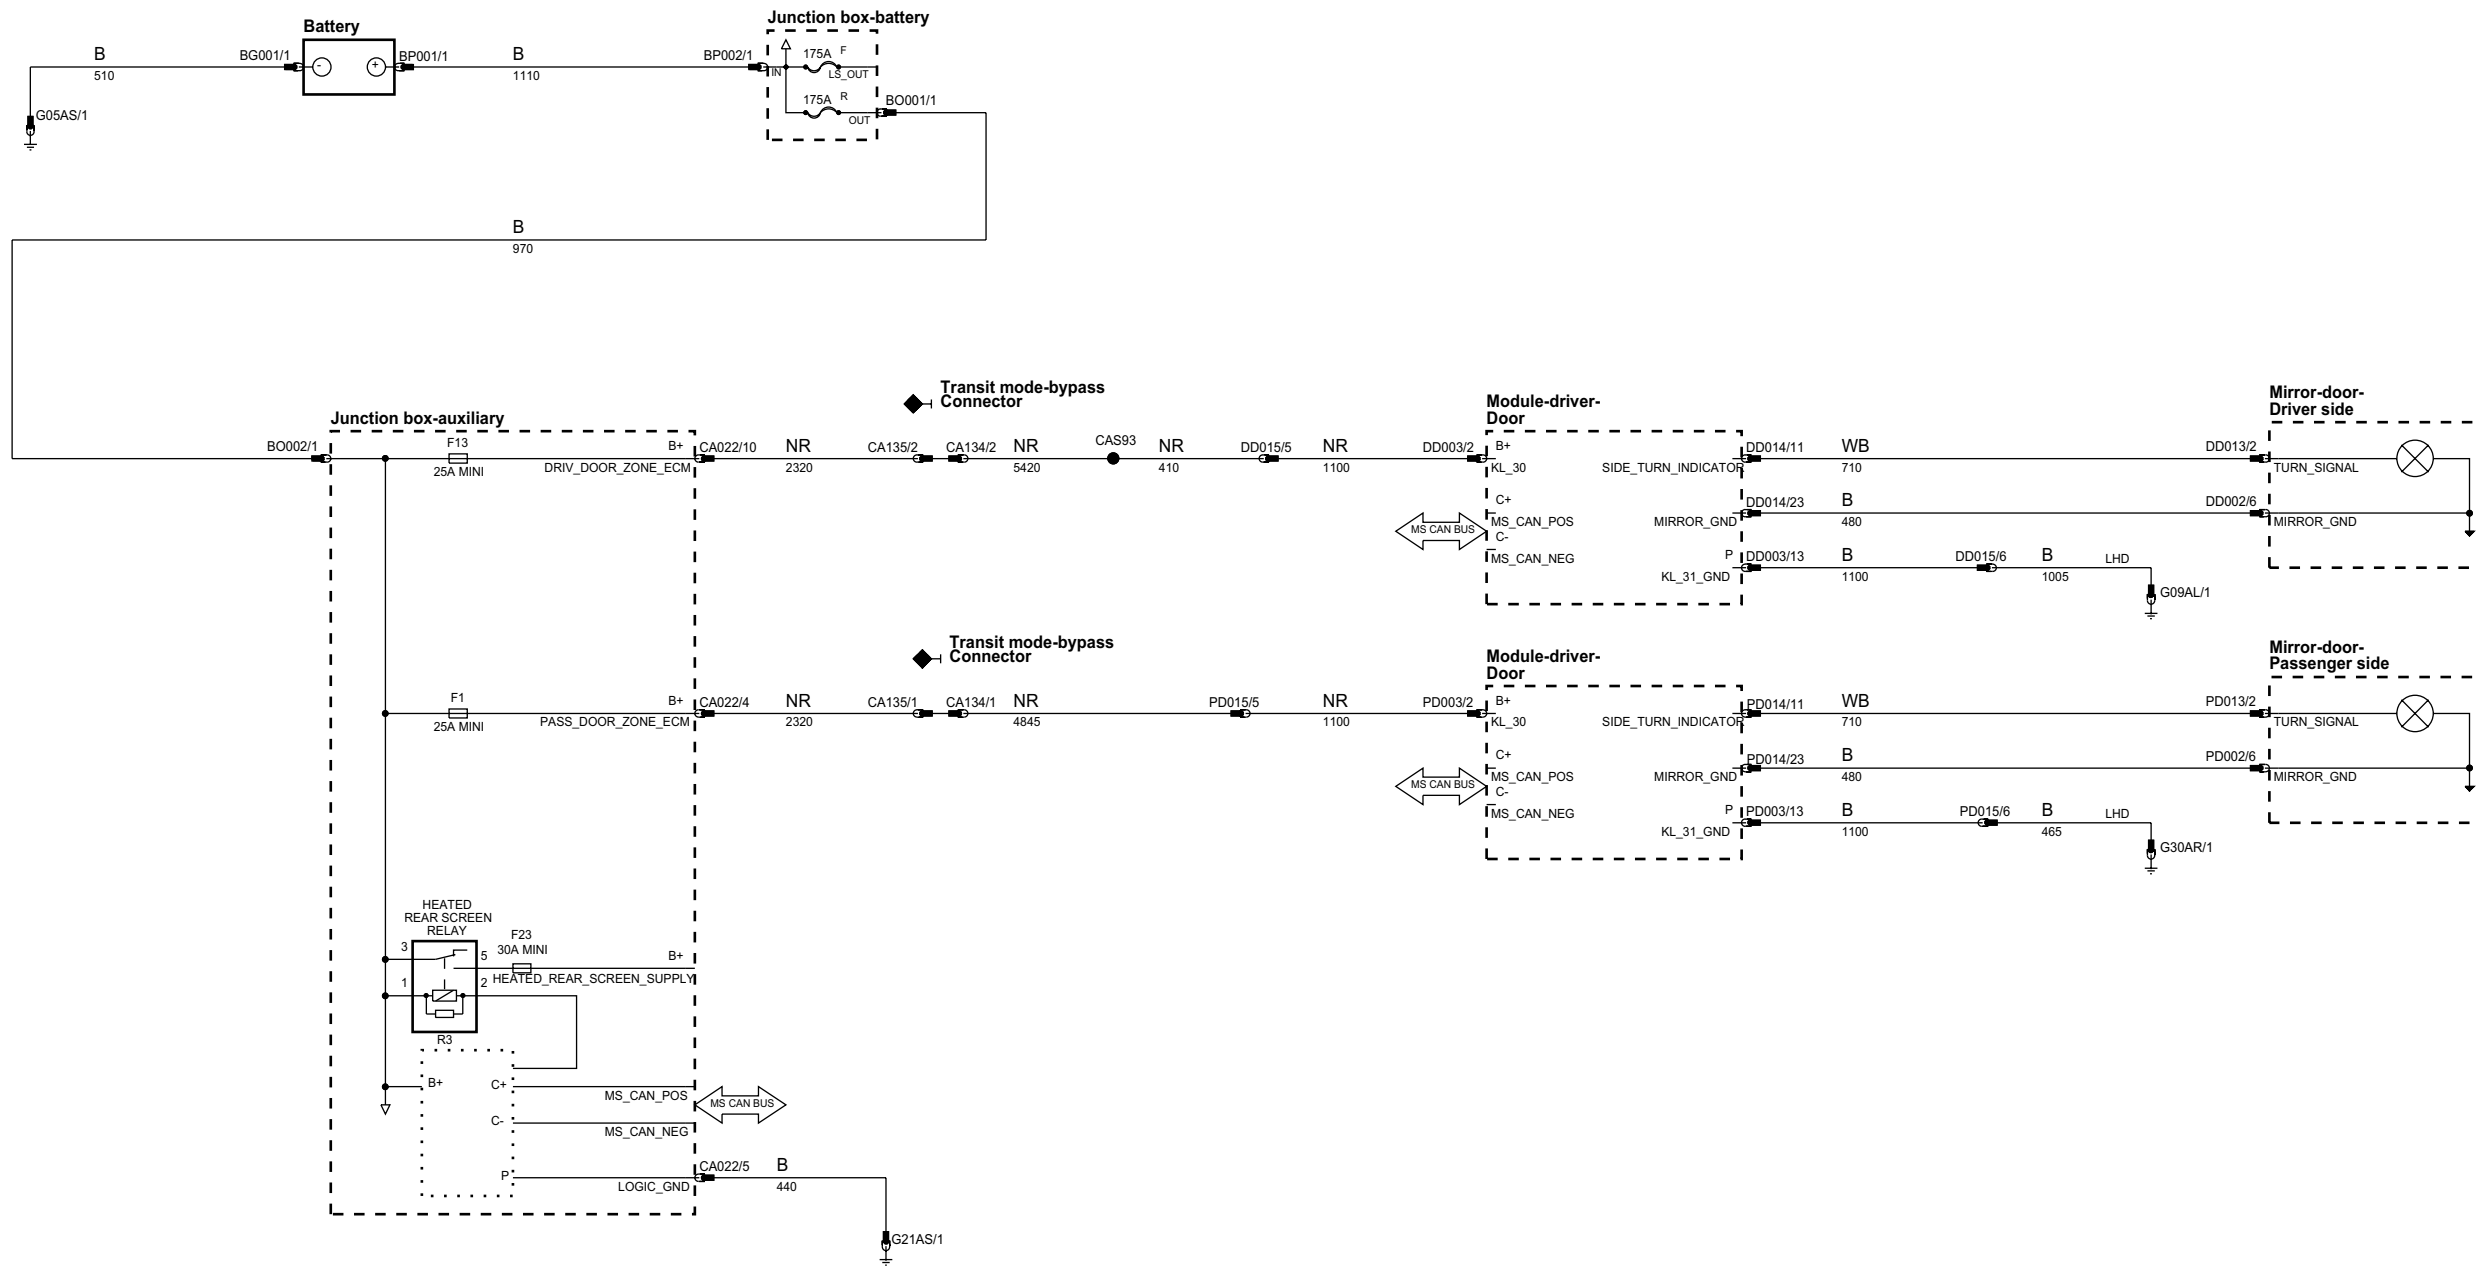 Battery
Junction box-battery
B
510
BG001/1
-
+
BP001/1
B
1110
BP002/1
IN
175A F
LS_OUT
175A R
OUT
BO001/1
G05AS/1
B
970
Transit mode-bypass
Connector
Junction box-auxiliary
Module-driver-
Door
Mirror-door-
Driver side
BO002/1
F13
25A MINI
B+
DRIV_DOOR_ZONE_ECM
CA022/10
NR
2320
CA135/2
CA134/2
NR
5420
CAS93
NR
410
DD015/5
NR
1100
DD003/2
B+
KL_30
SIDE_TURN_INDICATOR
DD014/11
WB
710
DD013/2
TURN_SIGNAL
MS CAN BUS
C+
MS_CAN_POS
C-
MS_CAN_NEG
MIRROR_GND
DD014/23
B
480
DD002/6
MIRROR_GND
P
KL_31_GND
DD003/13
B
1100
DD015/6
B
1005
LHD
G09AL/1
Transit mode-bypass
Connector
Module-driver-
Door
Mirror-door-
Passenger side
F1
25A MINI
B+
PASS_DOOR_ZONE_ECM
CA022/4
NR
2320
CA135/1
CA134/1
NR
4845
PD015/5
NR
1100
PD003/2
B+
KL_30
SIDE_TURN_INDICATOR
PD014/11
WB
710
PD013/2
TURN_SIGNAL
MS CAN BUS
C+
MS_CAN_POS
C-
MS_CAN_NEG
MIRROR_GND
PD014/23
B
480
PD002/6
MIRROR_GND
P
KL_31_GND
PD003/13
B
1100
PD015/6
B
465
LHD
G30AR/1
HEATED
REAR SCREEN
RELAY
3
5
1
2
R3
F23
30A MINI
B+
HEATED_REAR_SCREEN_SUPPLY
B+
C+
MS_CAN_POS
MS CAN BUS
C-
MS_CAN_NEG
P
LOGIC_GND
CA022/5
B
440
G21AS/1